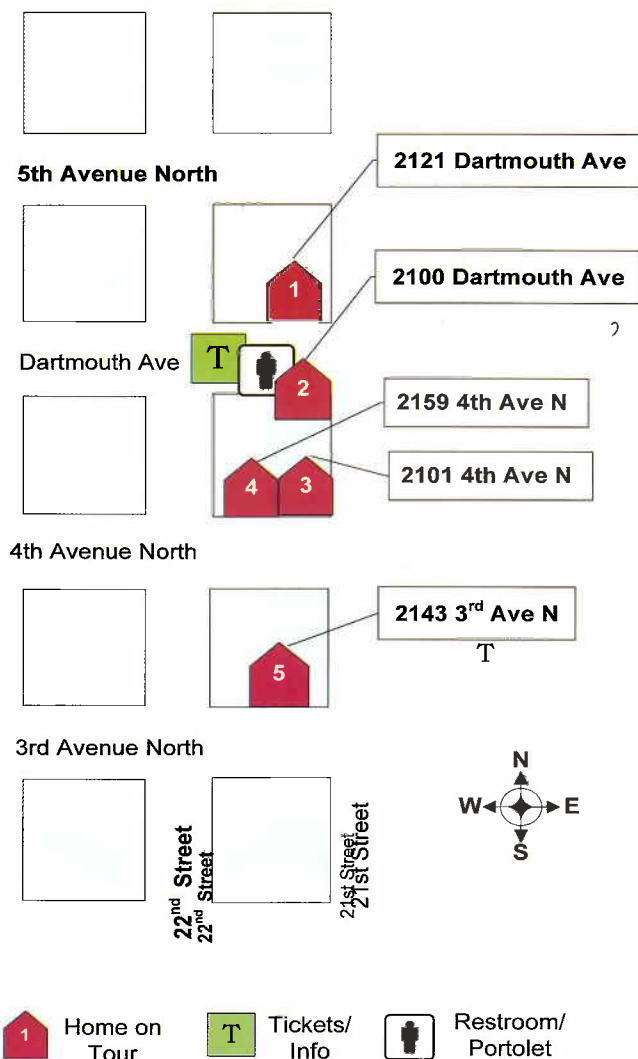 5th Avenue North
2121 Dartmouth Ave
1
2100 Dartmouth Ave
Dartmouth Ave
T
2
2159 4th Ave N
4
3
2101 4th Ave N
4th Avenue North
2143 3rd Ave N
T
5
3rd Avenue North
N
W E
S
22nd Street
22nd Street
21st Street
21st Street
1 Home on Tour
T Tickets/ Info
Restroom/ Portolet